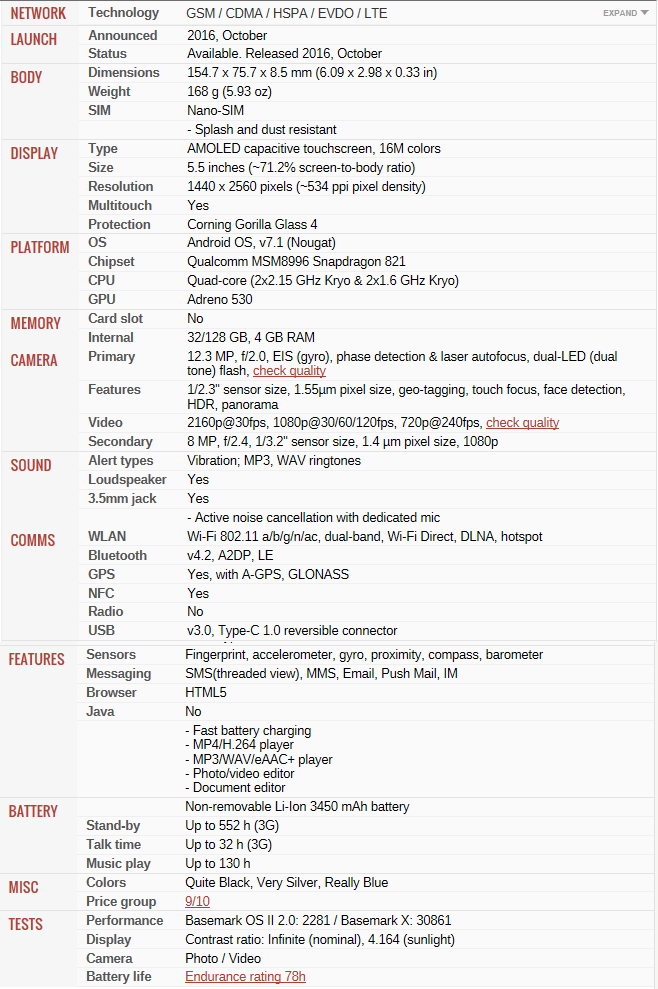 NETWORK Technology GSM / CDMA / HSPA / EVDO / LTE EXPAND
LAUNCH Announced 2016, October
Status Available. Released 2016, October
BODY Dimensions 154.7 x 75.7 x 8.5 mm (6.09 x 2.98 x 0.33 in)
Weight 168 g (5.93 oz)
SIM Nano-SIM
- Splash and dust resistant
DISPLAY Type AMOLED capacitive touchscreen, 16M colors
Size 5.5 inches (~71.2% screen-to-body ratio)
Resolution 1440 x 2560 pixels (~534 ppi pixel density)
Multitouch Yes
Protection Corning Gorilla Glass 4
PLATFORM OS Android OS, v7.1 (Nougat)
Chipset Qualcomm MSM8996 Snapdragon 821
CPU Quad-core (2x2.15 GHz Kryo & 2x1.6 GHz Kryo)
GPU Adreno 530
MEMORY Card slot No
Internal 32/128 GB, 4 GB RAM
CAMERA Primary 12.3 MP, f/2.0, EIS (gyro), phase detection & laser autofocus, dual-LED (dual
tone) flash, check quality
Features 1/2.3" sensor size, 1.55µm pixel size, geo-tagging, touch focus, face detection,
HDR, panorama
Video 2160p@30fps, 1080p@30/60/120fps, 720p@240fps, check quality
Secondary 8 MP, f/2.4, 1/3.2" sensor size, 1.4 µm pixel size, 1080p
SOUND Alert types Vibration; MP3, WAV ringtones
Loudspeaker Yes
3.5mm jack Yes
- Active noise cancellation with dedicated mic
COMMS WLAN Wi-Fi 802.11 a/b/g/n/ac, dual-band, Wi-Fi Direct, DLNA, hotspot
Bluetooth v4.2, A2DP, LE
GPS Yes, with A-GPS, GLONASS
NFC Yes
Radio No
USB v3.0, Type-C 1.0 reversible connector
FEATURES Sensors Fingerprint, accelerometer, gyro, proximity, compass, barometer
Messaging SMS(threaded view), MMS, Email, Push Mail, IM
Browser HTML5
Java No
- Fast battery charging
- MP4/H.264 player
- MP3/WAV/eAAC+ player
- Photo/video editor
- Document editor
BATTERY Non-removable Li-Ion 3450 mAh battery
Stand-by Up to 552 h (3G)
Talk time Up to 32 h (3G)
Music play Up to 130 h
MISC Colors Quite Black, Very Silver, Really Blue
Price group 9/10
TESTS Performance Basemark OS II 2.0: 2281 / Basemark X: 30861
Display Contrast ratio: Infinite (nominal), 4.164 (sunlight)
Camera Photo / Video
Battery life Endurance rating 78h